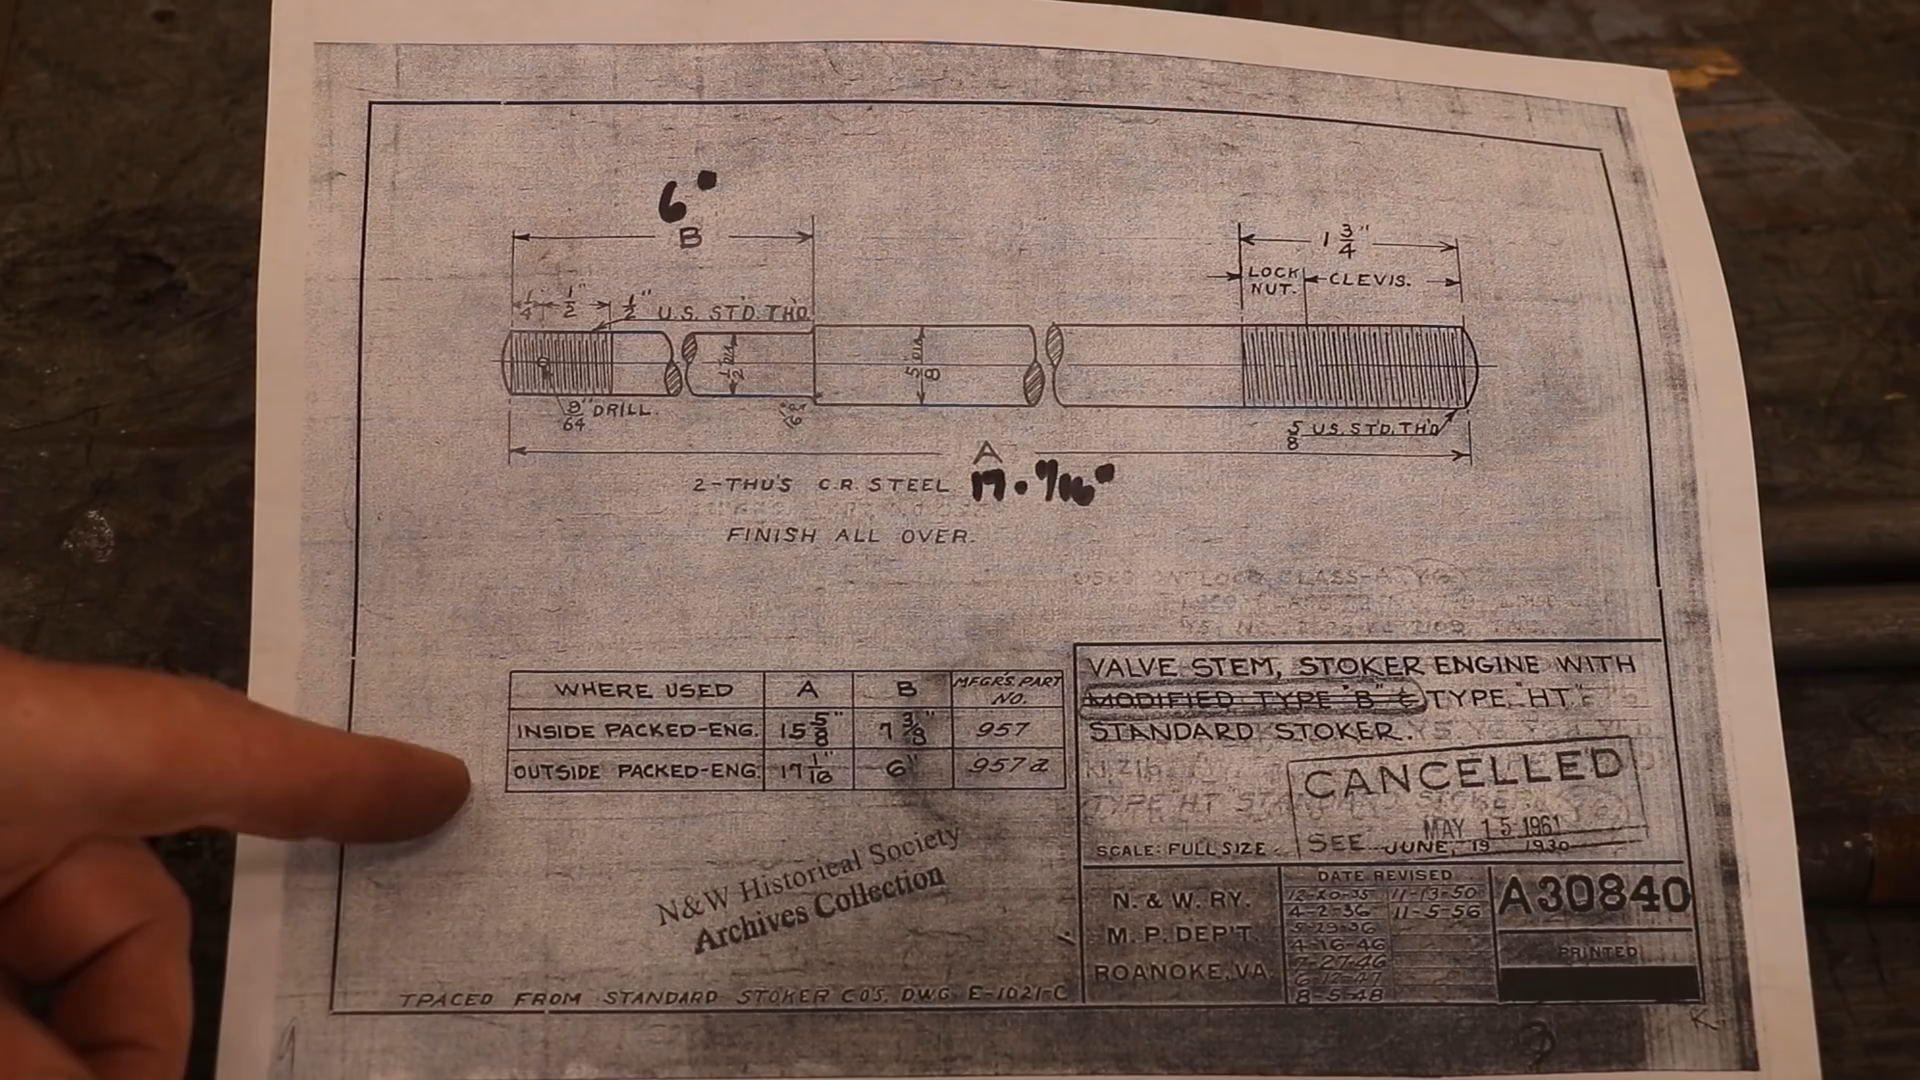 6"
B
1 3/4"
LOCK NUT.
CLEVIS.
1/4" 1/2" 1/2" U.S. STD. THD.
1/2 DIA
5/8" DIA
9/64" DRILL.
5/8 U.S. STD. TH'D
A
2-THU'S C.R. STEEL 17-1/16"
FINISH ALL OVER.
WHERE USED A B MFGR'S PART NO.
INSIDE PACKED-ENG. 15 5/8" 7 3/8" 957
OUTSIDE PACKED-ENG. 17 1/16" 6" 957a
VALVE STEM, STOKER ENGINE WITH
MODIFIED TYPE "B" & TYPE "HT"
STANDARD STOKER.
CANCELLED
MAY 15 1961
SCALE: FULL SIZE. SEE JUNE, 19 1930
N&W Historical Society
Archives Collection
N. & W. RY.
M. P. DEP'T.
ROANOKE, VA.
DATE REVISED
12-20-35 11-13-50
4-2-36 11-5-56
5-29-36
4-16-46
7-27-46
6-12-47
8-5-48
A30840
PRINTED
TPACED FROM STANDARD STOKER CO'S. DWG. E-1021-C
K